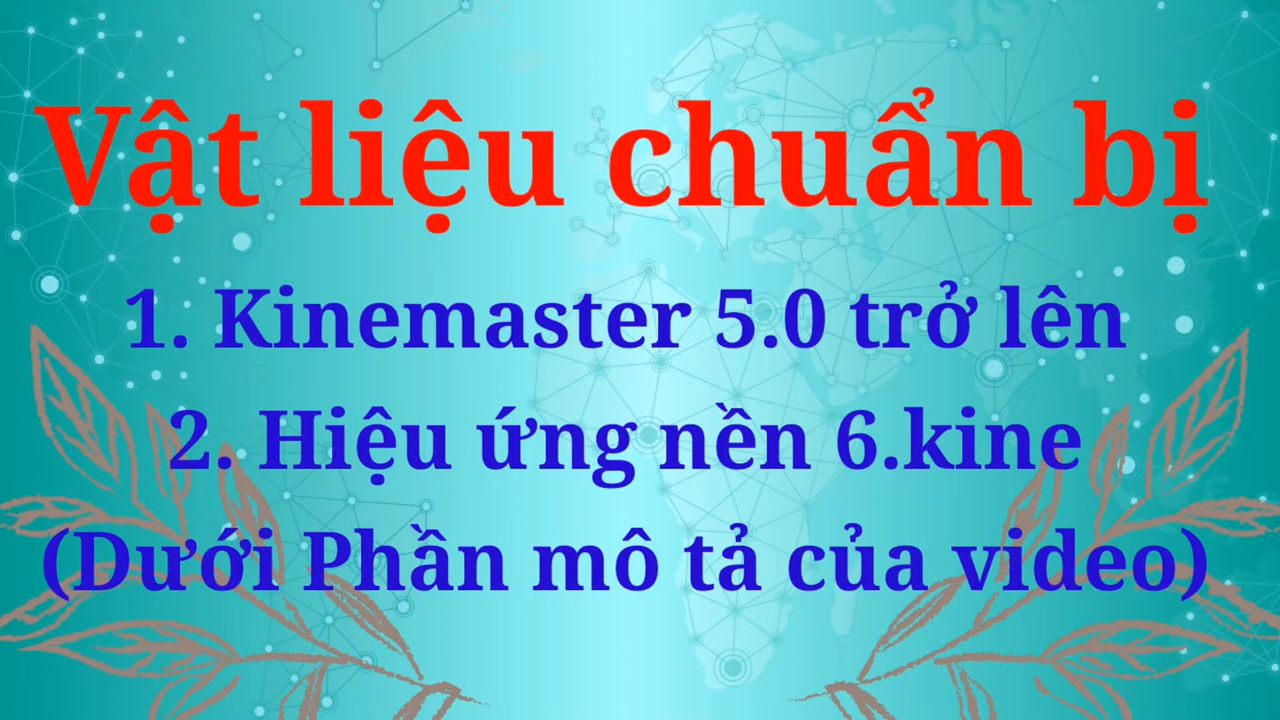 Vật liệu chuẩn bị
1. Kinemaster 5.0 trở lên
2. Hiệu ứng nền 6.kine
(Dưới Phần mô tả của video)